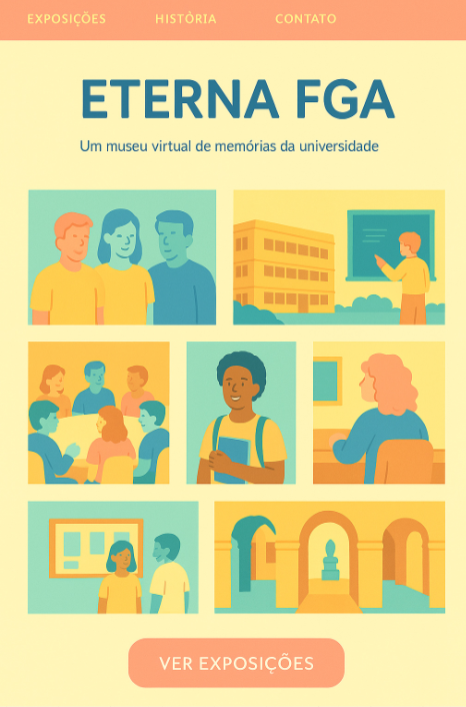 EXPOSIÇÕES HISTÓRIA CONTATO
ETERNA FGA
Um museu virtual de memórias da universidade
VER EXPOSIÇÕES